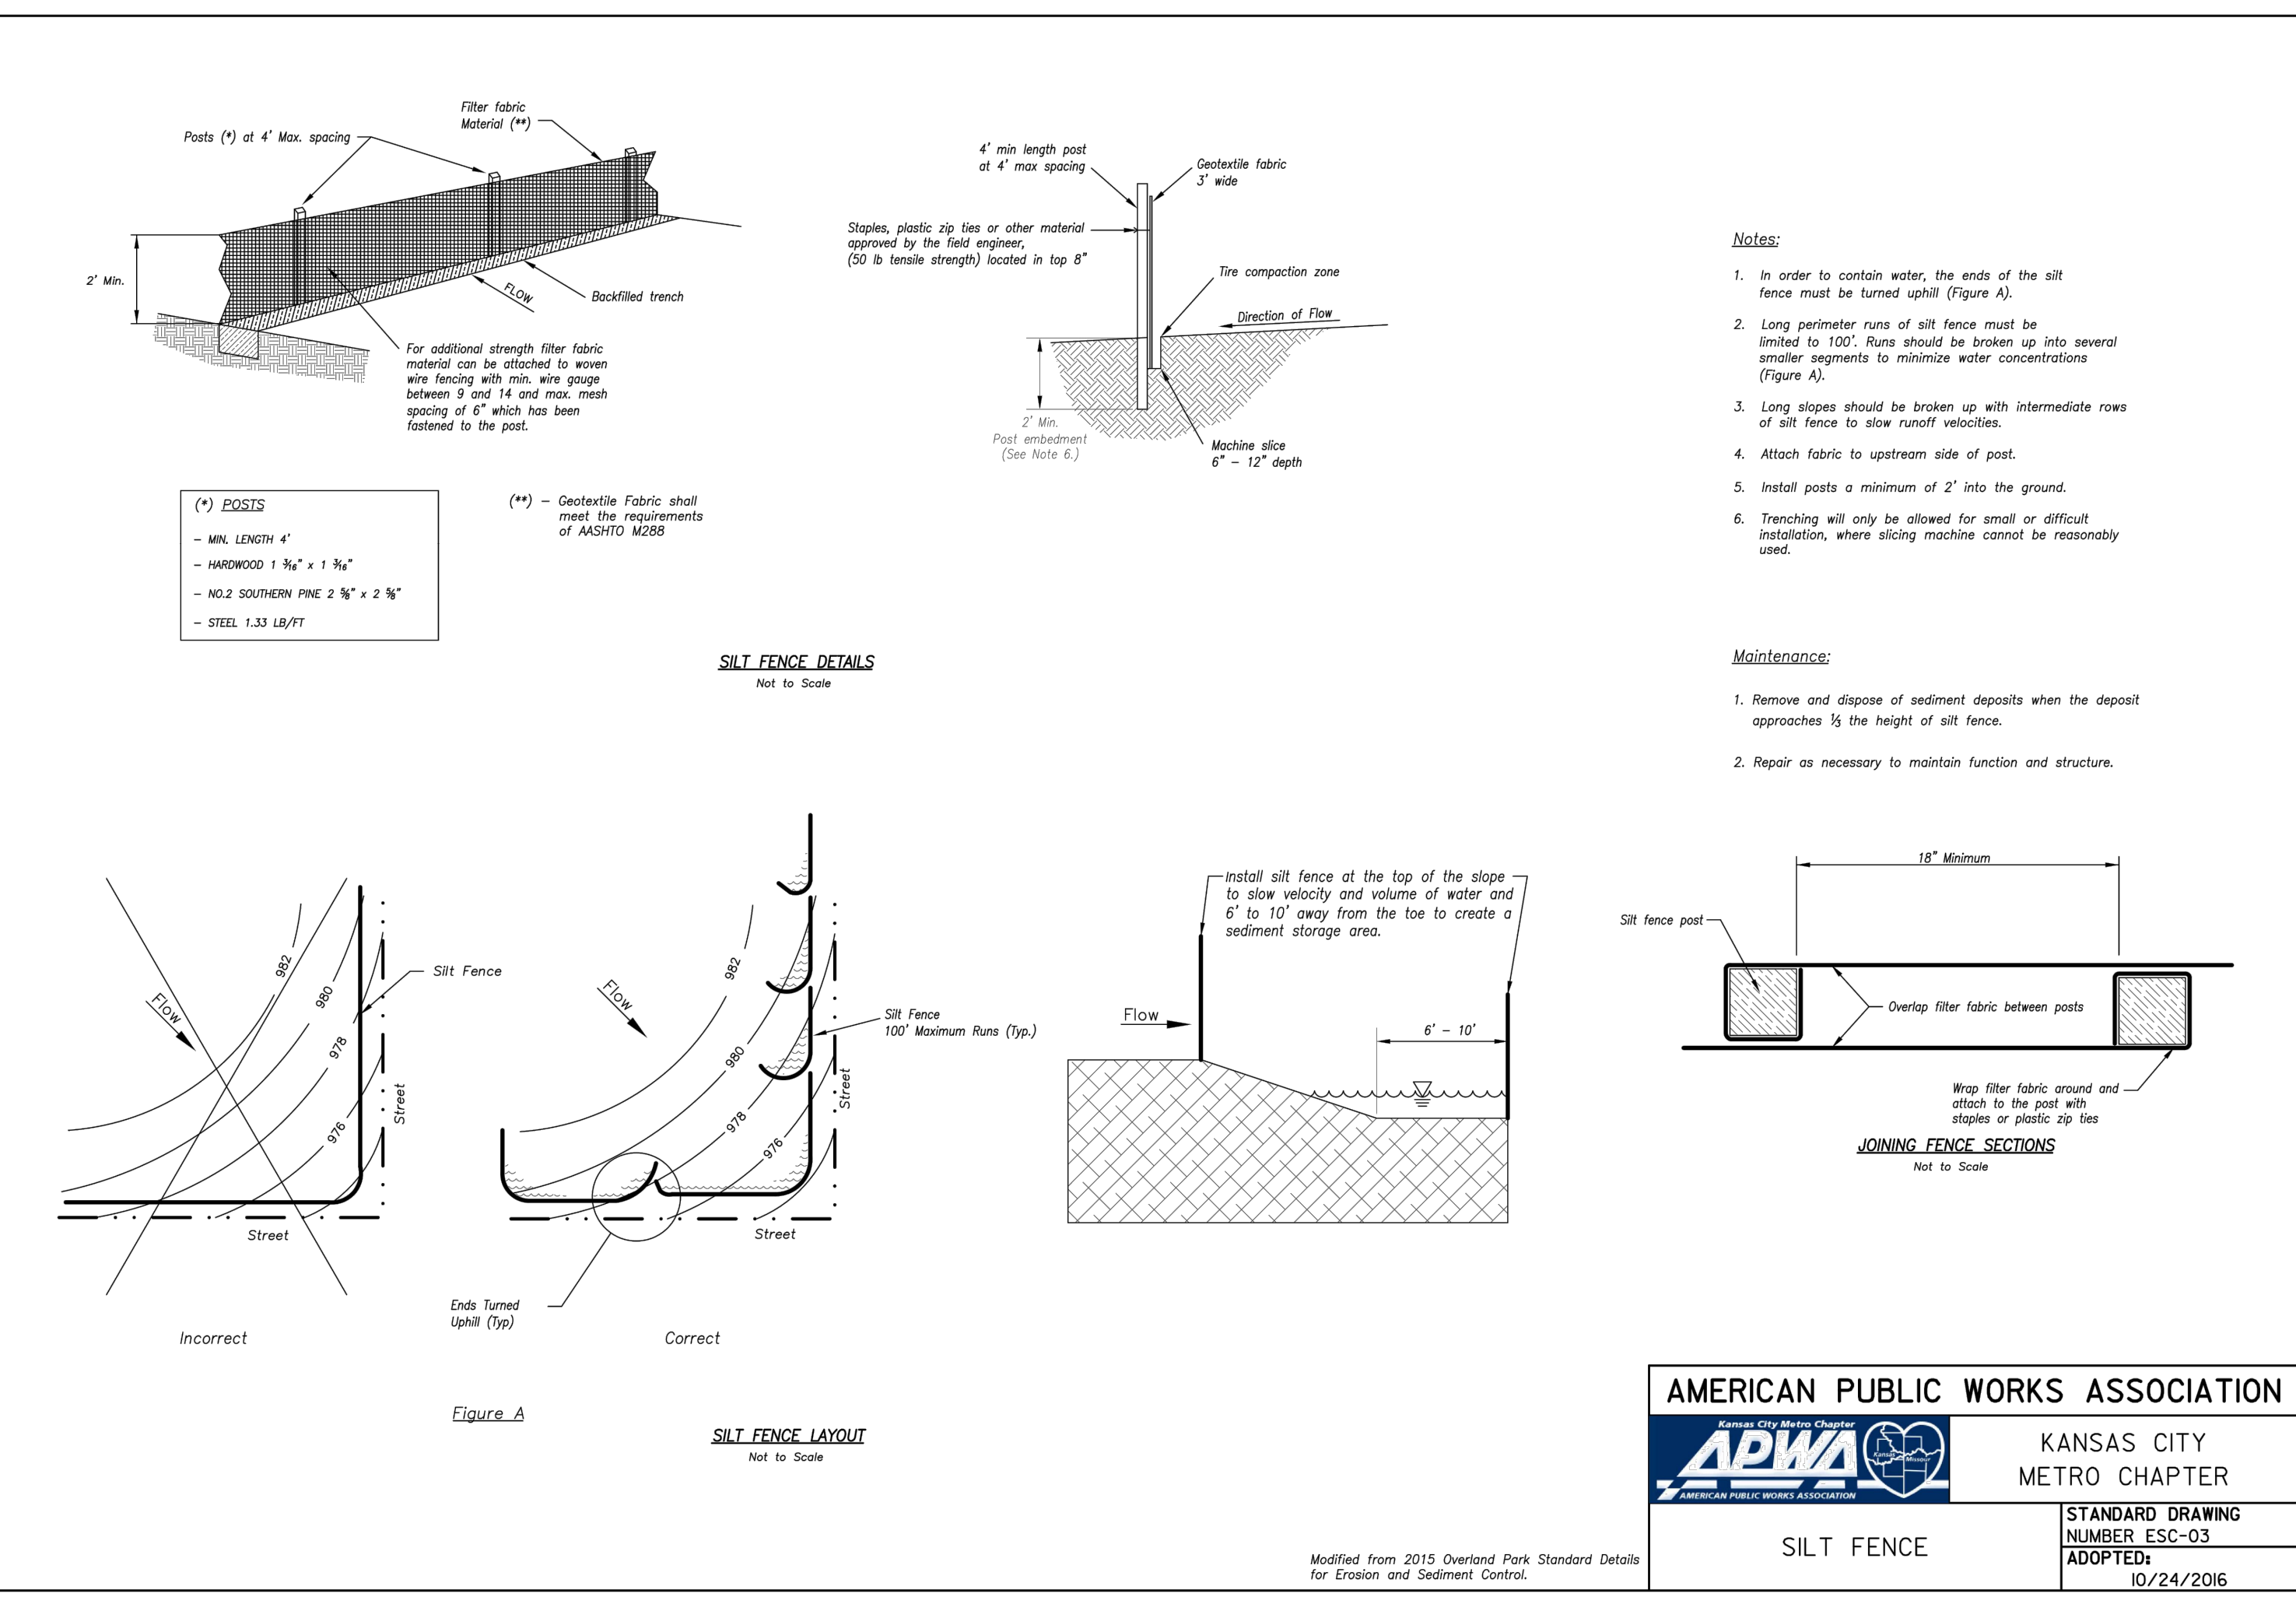 Filter fabric
Material (**)
Posts (*) at 4' Max. spacing
2' Min.
FLOW
Backfilled trench
For additional strength filter fabric
material can be attached to woven
wire fencing with min. wire gauge
between 9 and 14 and max. mesh
spacing of 6" which has been
fastened to the post.
(*) POSTS
– MIN. LENGTH 4'
– HARDWOOD 1 3/16" x 1 3/16"
– NO.2 SOUTHERN PINE 2 5/8" x 2 5/8"
– STEEL 1.33 LB/FT
(**) – Geotextile Fabric shall
meet the requirements
of AASHTO M288
4' min length post
at 4' max spacing
Geotextile fabric
3' wide
Staples, plastic zip ties or other material
approved by the field engineer,
(50 lb tensile strength) located in top 8"
Tire compaction zone
Direction of Flow
2' Min.
Post embedment
(See Note 6.)
Machine slice
6" – 12" depth
SILT FENCE DETAILS
Not to Scale
Notes:
1. In order to contain water, the ends of the silt
fence must be turned uphill (Figure A).
2. Long perimeter runs of silt fence must be
limited to 100'. Runs should be broken up into several
smaller segments to minimize water concentrations
(Figure A).
3. Long slopes should be broken up with intermediate rows
of silt fence to slow runoff velocities.
4. Attach fabric to upstream side of post.
5. Install posts a minimum of 2' into the ground.
6. Trenching will only be allowed for small or difficult
installation, where slicing machine cannot be reasonably
used.
Maintenance:
1. Remove and dispose of sediment deposits when the deposit
approaches 1/3 the height of silt fence.
2. Repair as necessary to maintain function and structure.
982
980
978
976
Flow
Silt Fence
Street
Street
Incorrect
982
980
978
976
Flow
Silt Fence
100' Maximum Runs (Typ.)
Street
Street
Ends Turned
Uphill (Typ)
Correct
Figure A
SILT FENCE LAYOUT
Not to Scale
Install silt fence at the top of the slope
to slow velocity and volume of water and
6' to 10' away from the toe to create a
sediment storage area.
Flow
6' – 10'
18" Minimum
Silt fence post
Overlap filter fabric between posts
Wrap filter fabric around and
attach to the post with
staples or plastic zip ties
JOINING FENCE SECTIONS
Not to Scale
Modified from 2015 Overland Park Standard Details
for Erosion and Sediment Control.
AMERICAN PUBLIC WORKS ASSOCIATION
Kansas City Metro Chapter
APWA
Kansas
Missouri
AMERICAN PUBLIC WORKS ASSOCIATION
KANSAS CITY
METRO CHAPTER
SILT FENCE
STANDARD DRAWING
NUMBER ESC-03
ADOPTED:
10/24/2016